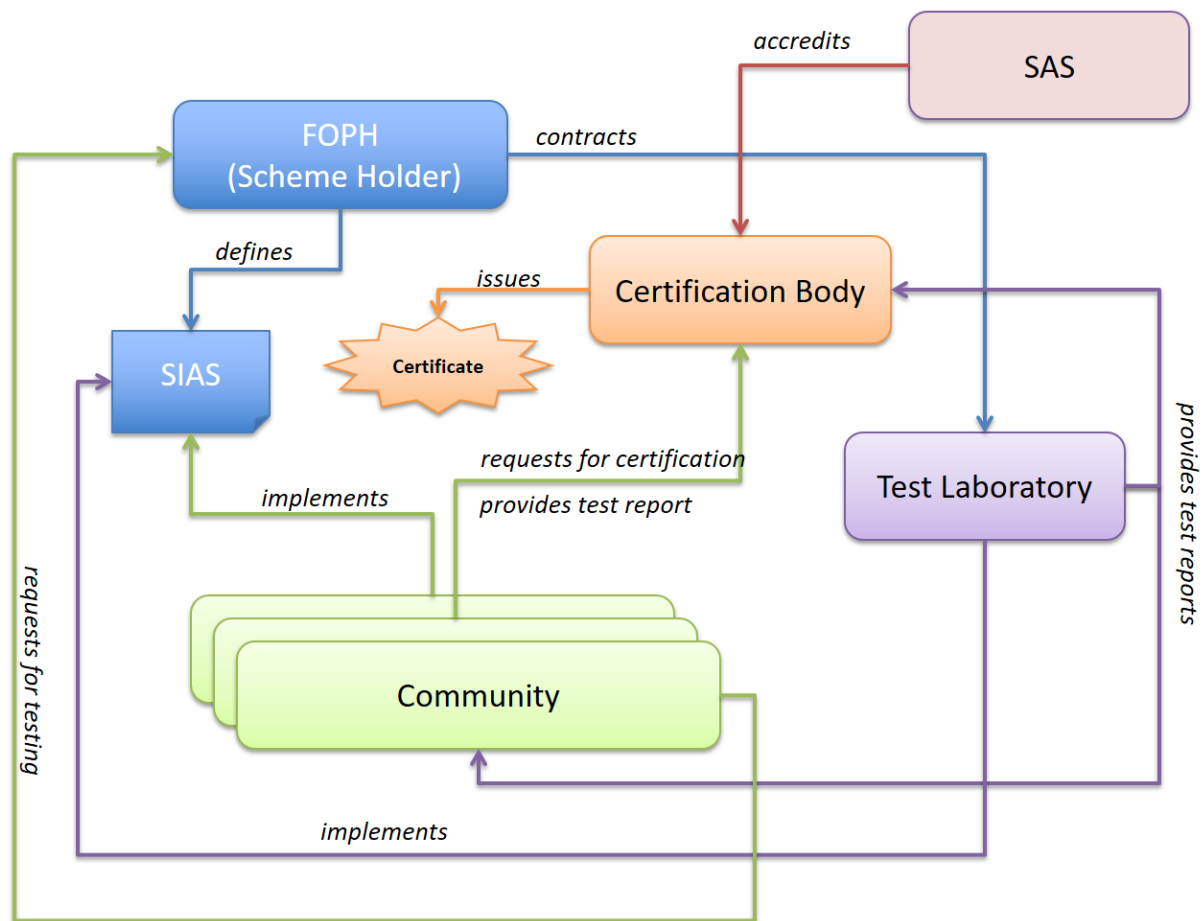 accredits
SAS
FOPH
(Scheme Holder)
contracts
defines
issues
Certification Body
Certificate
SIAS
requests for certification
provides test report
implements
Test Laboratory
provides test reports
requests for testing
Community
implements